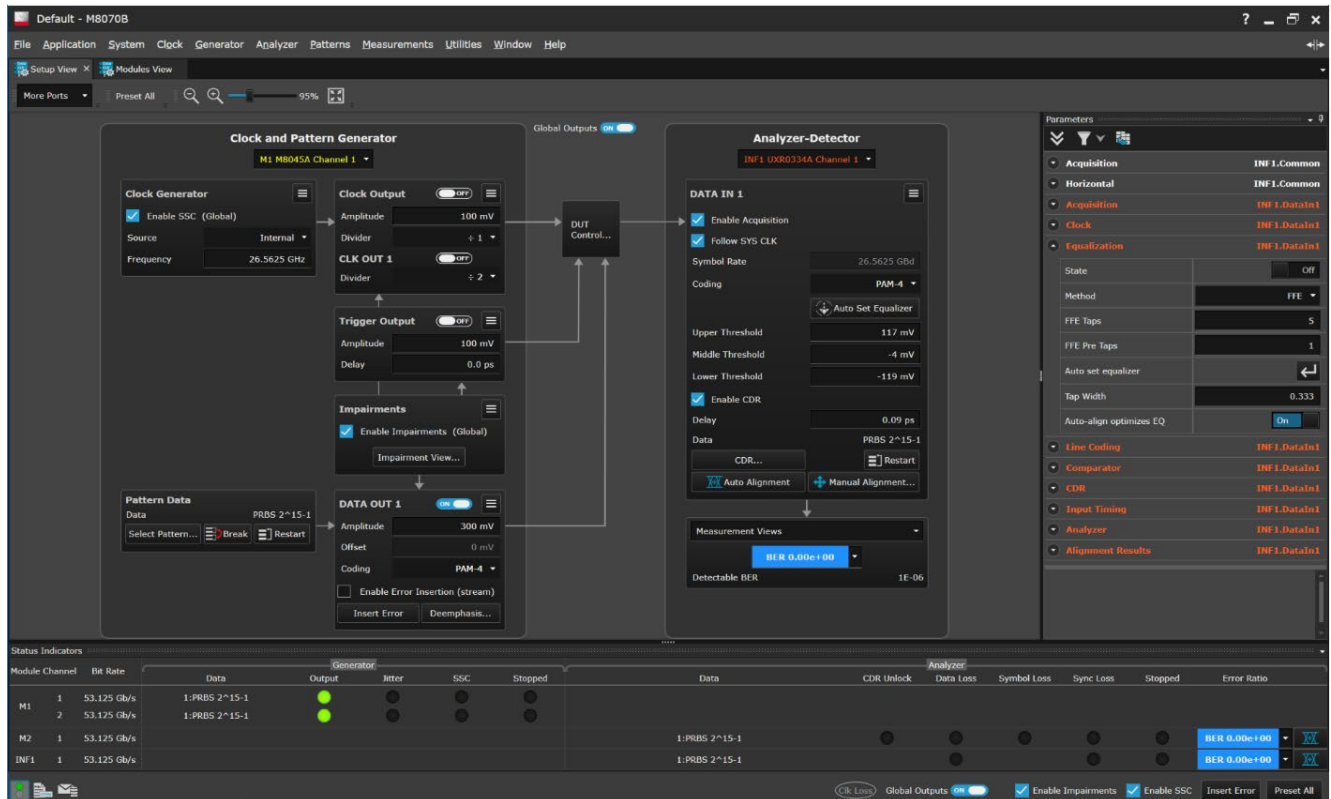 Default - M8070B
File Application System Clock Generator Analyzer Patterns Measurements Utilities Window Help
Setup View × Modules View
More Ports Preset All 95%
Global Outputs ON
Clock and Pattern Generator
M1 M8045A Channel 1
Clock Generator
Enable SSC (Global)
Source Internal
Frequency 26.5625 GHz
Clock Output OFF
Amplitude 100 mV
Divider ÷ 1
CLK OUT 1 OFF
Divider ÷ 2
Trigger Output OFF
Amplitude 100 mV
Delay 0.0 ps
Impairments
Enable Impairments (Global)
Impairment View...
Pattern Data
Data PRBS 2^15-1
Select Pattern... Break Restart
DATA OUT 1 ON
Amplitude 300 mV
Offset 0 mV
Coding PAM-4
Enable Error Insertion (stream)
Insert Error Deemphasis...
DUT
Control...
Analyzer-Detector
INF1 UXR0334A Channel 1
DATA IN 1
Enable Acquisition
Follow SYS CLK
Symbol Rate 26.5625 GBd
Coding PAM-4
Auto Set Equalizer
Upper Threshold 117 mV
Middle Threshold -4 mV
Lower Threshold -119 mV
Enable CDR
Delay 0.09 ps
Data PRBS 2^15-1
CDR... Restart
Auto Alignment Manual Alignment...
Measurement Views
BER 0.00e+00
Detectable BER 1E-06
Parameters
Acquisition INF1.Common
Horizontal INF1.Common
Acquisition INF1.DataIn1
Clock INF1.DataIn1
Equalization INF1.DataIn1
State Off
Method FFE
FFE Taps 5
FFE Pre Taps 1
Auto set equalizer
Tap Width 0.333
Auto-align optimizes EQ On
Line Coding INF1.DataIn1
Comparator INF1.DataIn1
CDR INF1.DataIn1
Input Timing INF1.DataIn1
Analyzer INF1.DataIn1
Alignment Results INF1.DataIn1
Status Indicators
Generator Analyzer
Module Channel Bit Rate Data Output Jitter SSC Stopped Data CDR Unlock Data Loss Symbol Loss Sync Loss Stopped Error Ratio
M1 1 53.125 Gb/s 1:PRBS 2^15-1
2 53.125 Gb/s 1:PRBS 2^15-1
M2 1 53.125 Gb/s 1:PRBS 2^15-1 BER 0.00e+00
INF1 1 53.125 Gb/s 1:PRBS 2^15-1 BER 0.00e+00
Clk Loss Global Outputs ON Enable Impairments Enable SSC Insert Error Preset All